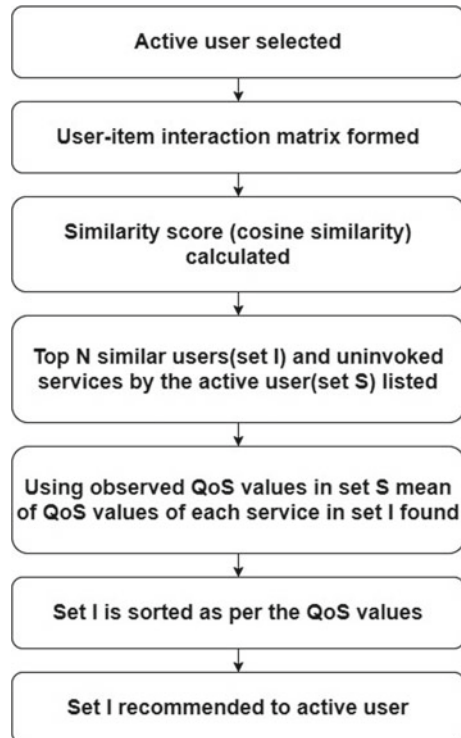 Active user selected
User-item interaction matrix formed
Similarity score (cosine similarity)
calculated
Top N similar users(set I) and uninvoked
services by the active user(set S) listed
Using observed QoS values in set S mean
of QoS values of each service in set I found
Set I is sorted as per the QoS values
Set I recommended to active user